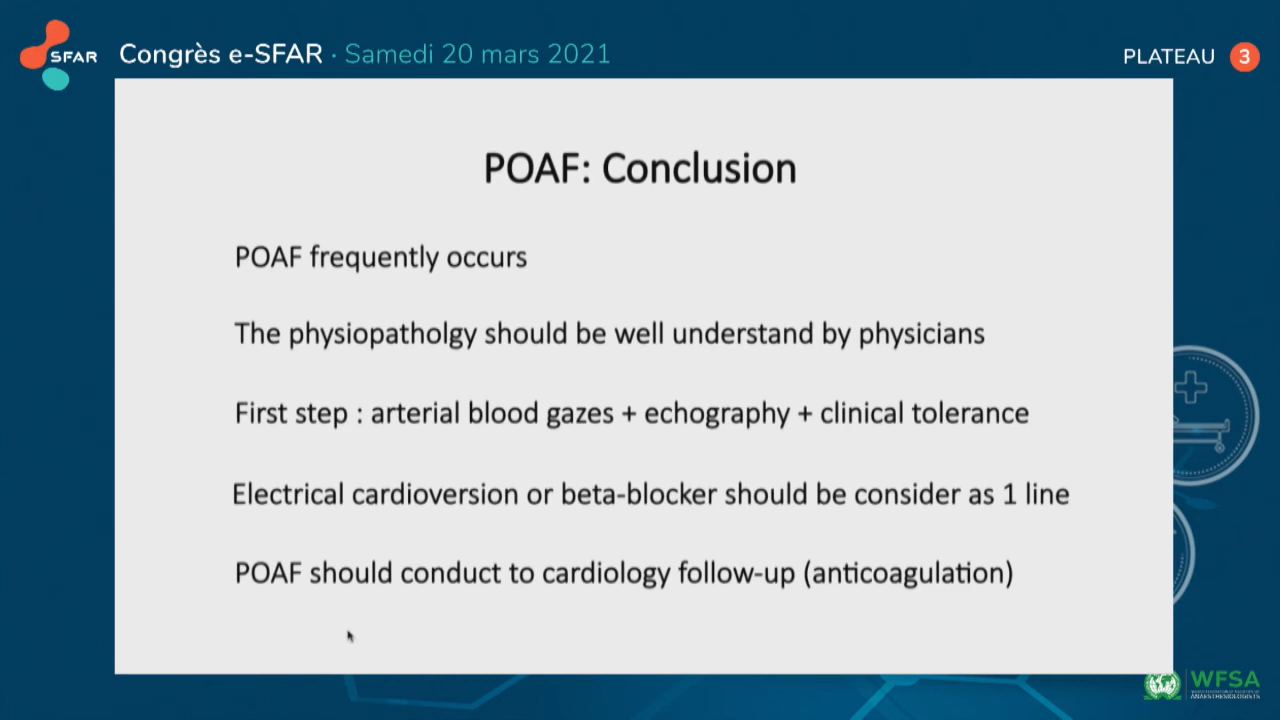 SFAR
Congrès e-SFAR · Samedi 20 mars 2021
PLATEAU 3
POAF: Conclusion
POAF frequently occurs
The physiopatholgy should be well understand by physicians
First step : arterial blood gazes + echography + clinical tolerance
Electrical cardioversion or beta-blocker should be consider as 1 line
POAF should conduct to cardiology follow-up (anticoagulation)
WFSA
ANAESTHESIOLOGISTS